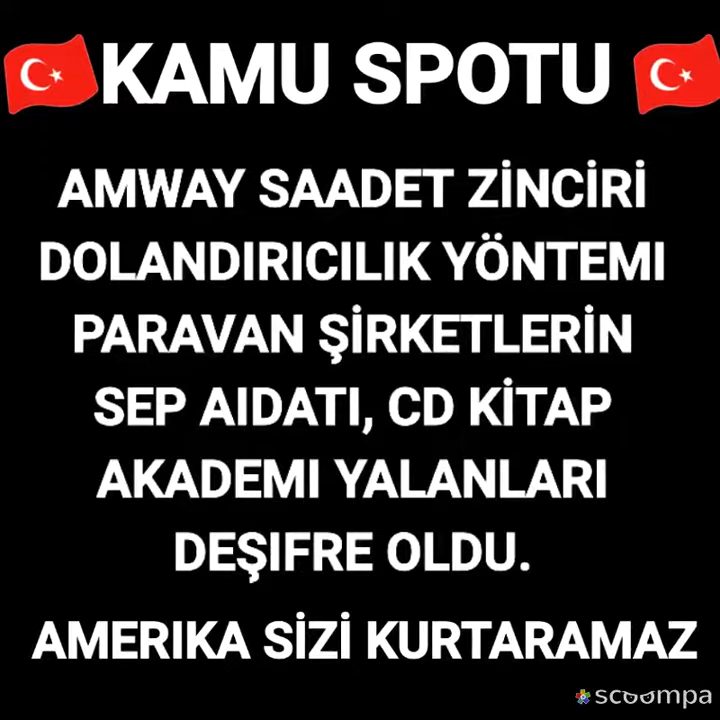 KAMU SPOTU
AMWAY SAADET ZİNCİRİ
DOLANDIRICILIK YÖNTEMI
PARAVAN ŞİRKETLERİN
SEP AIDATI, CD KİTAP
AKADEMI YALANLARI
DEŞIFRE OLDU.
AMERIKA SİZİ KURTARAMAZ
scoompa